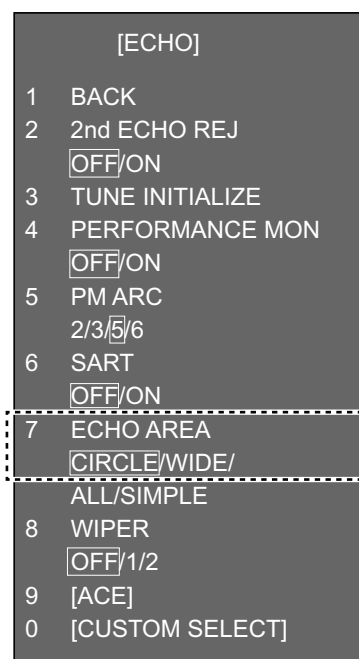 [ECHO]
1 BACK
2 2nd ECHO REJ
OFF/ON
3 TUNE INITIALIZE
4 PERFORMANCE MON
OFF/ON
5 PM ARC
2/3/5/6
6 SART
OFF/ON
7 ECHO AREA
CIRCLE/WIDE/
ALL/SIMPLE
8 WIPER
OFF/1/2
9 [ACE]
0 [CUSTOM SELECT]